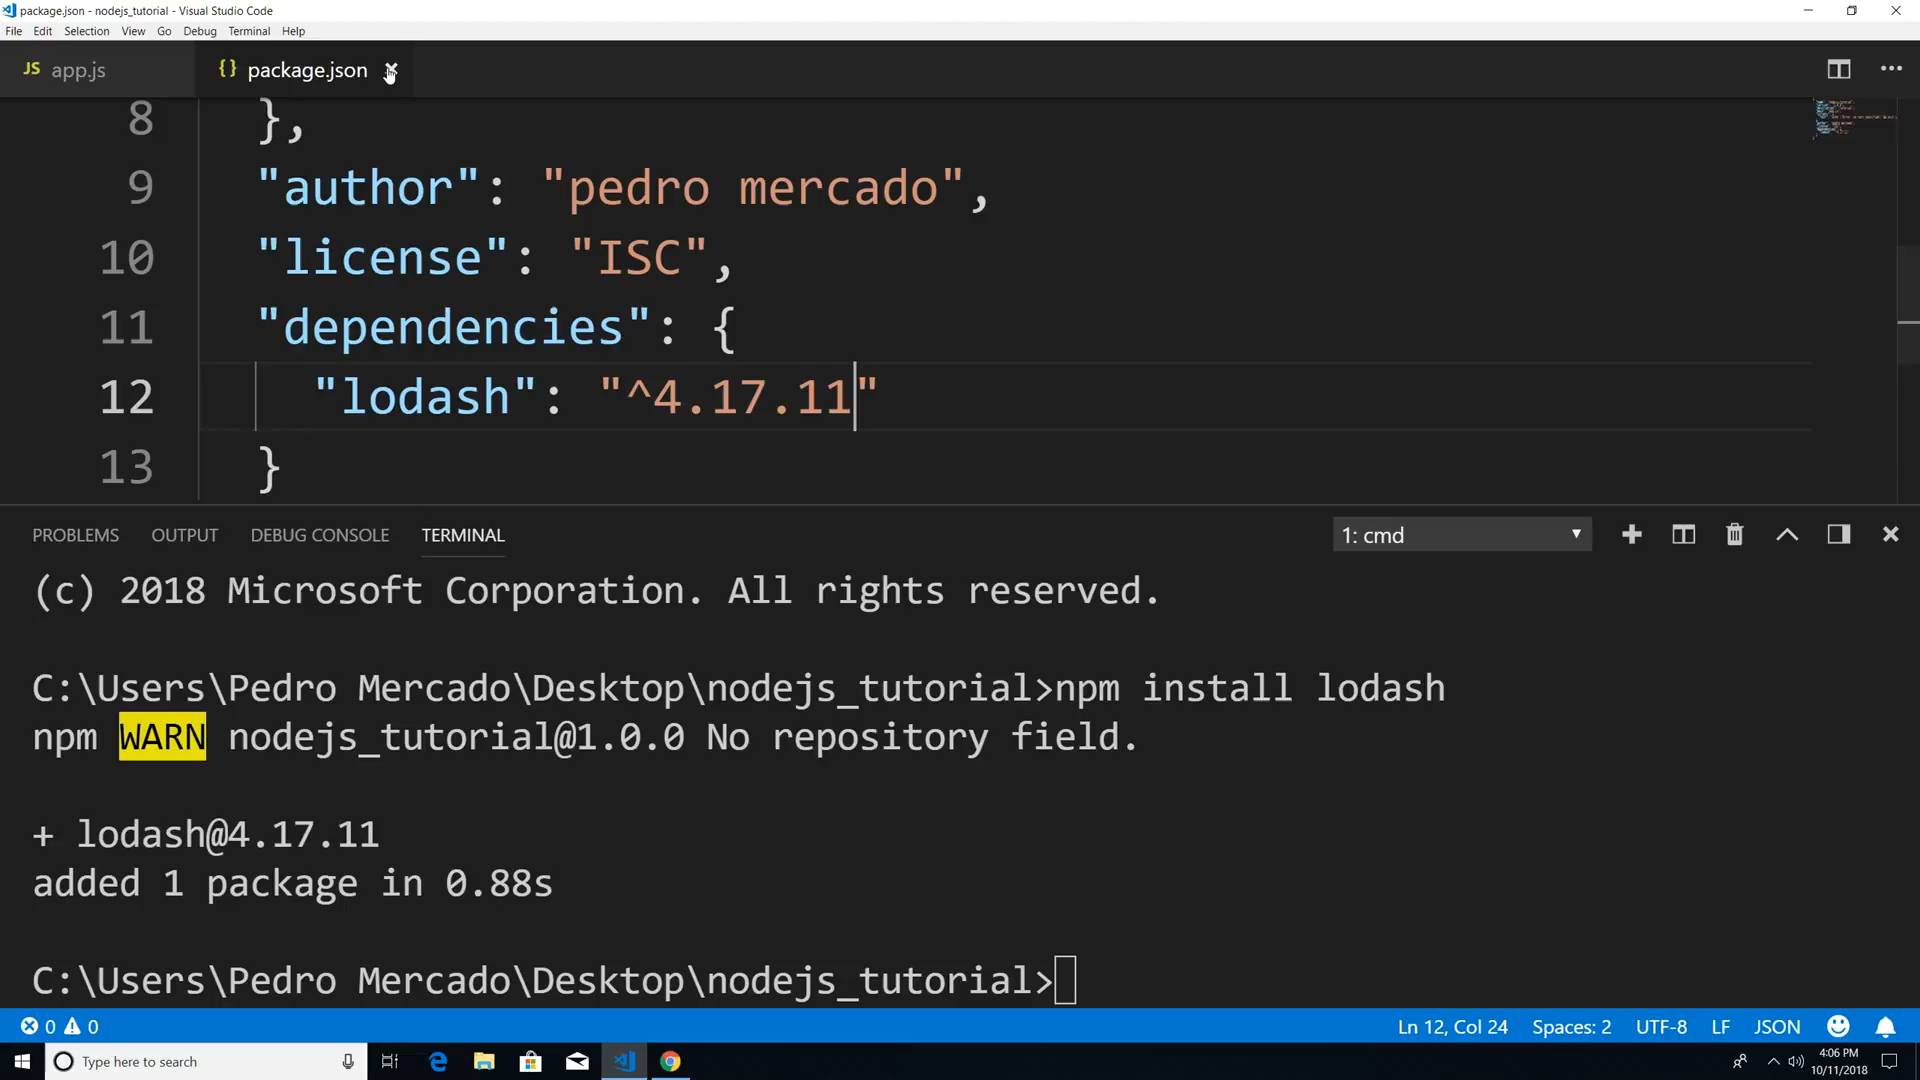 package.json - nodejs_tutorial - Visual Studio Code
File Edit Selection View Go Debug Terminal Help
JS app.js {} package.json
8 },
9 "author": "pedro mercado",
10 "license": "ISC",
11 "dependencies": {
12 "lodash": "^4.17.11"
13 }
PROBLEMS OUTPUT DEBUG CONSOLE TERMINAL 1: cmd
(c) 2018 Microsoft Corporation. All rights reserved.
C:\Users\Pedro Mercado\Desktop\nodejs_tutorial>npm install lodash
npm WARN nodejs_tutorial@1.0.0 No repository field.
+ lodash@4.17.11
added 1 package in 0.88s
C:\Users\Pedro Mercado\Desktop\nodejs_tutorial>
0 0 Ln 12, Col 24 Spaces: 2 UTF-8 LF JSON
Type here to search 4:06 PM
10/11/2018